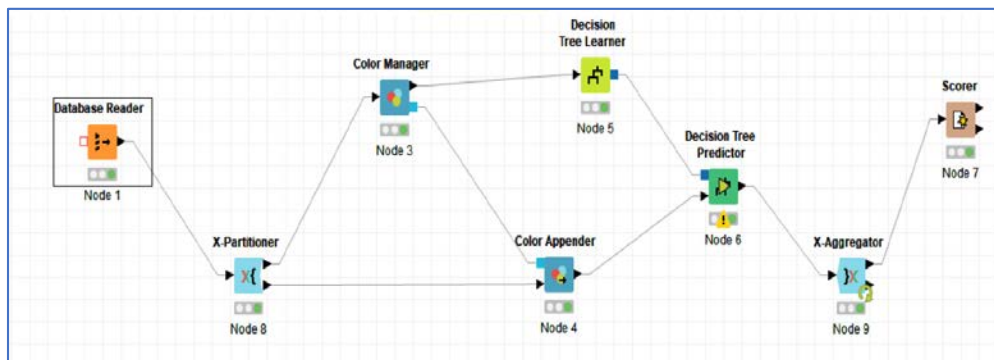 Decision
Tree Learner
Node 5
Color Manager
Node 3
Scorer
Node 7
Database Reader
Node 1
Decision Tree
Predictor
Node 6
X-Partitioner
Node 8
Color Appender
Node 4
X-Aggregator
Node 9